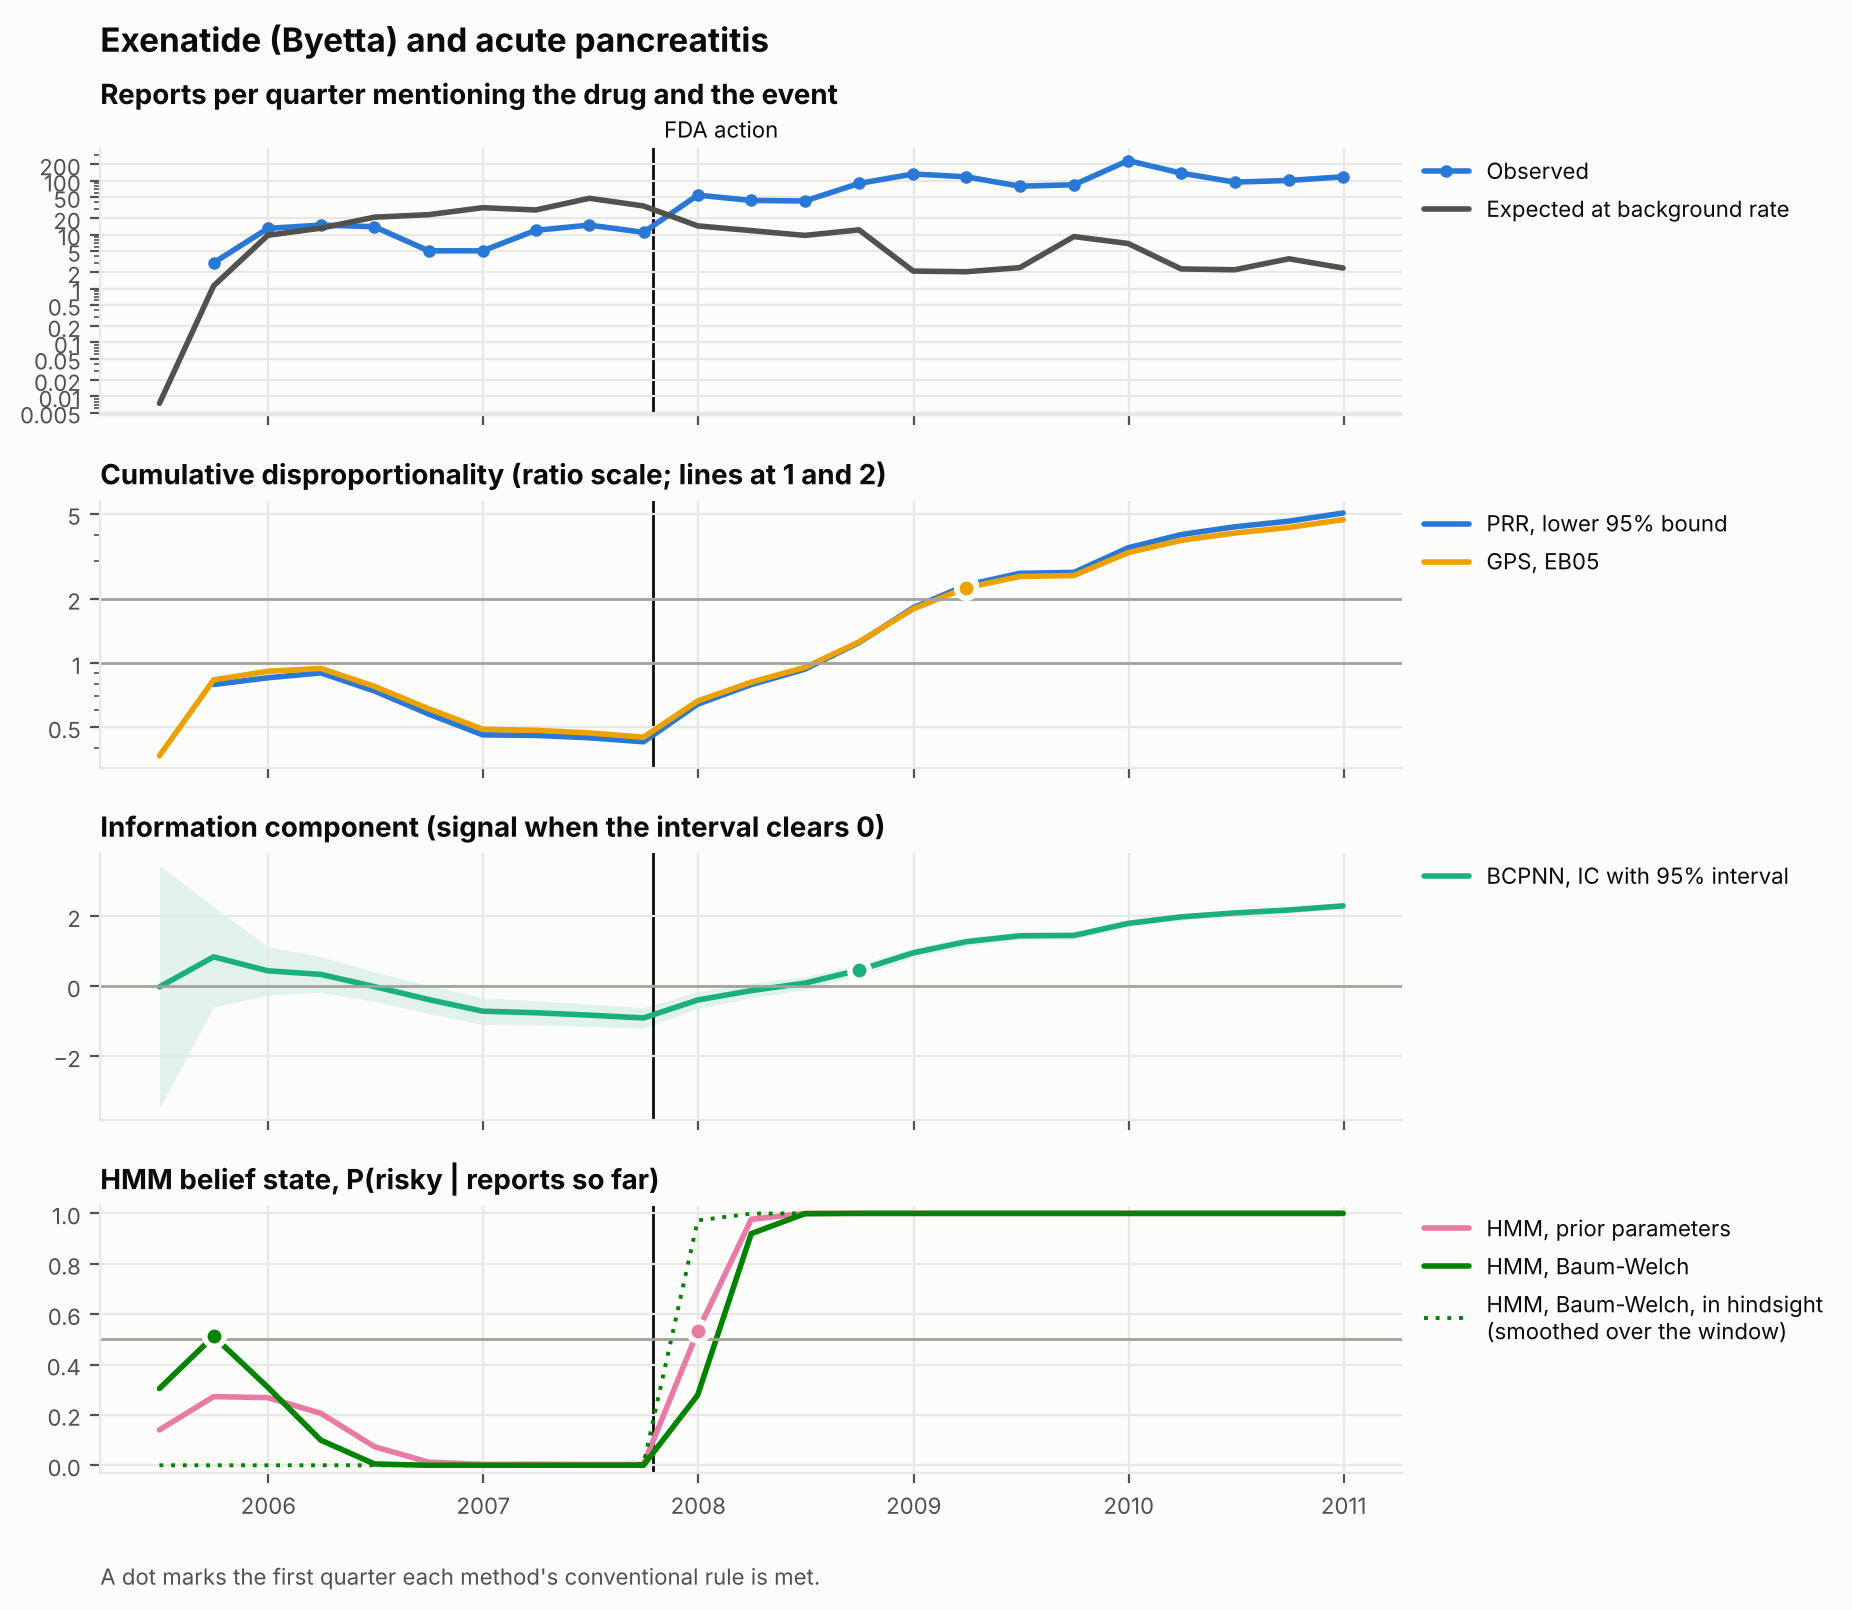 Exenatide (Byetta) and acute pancreatitis
Reports per quarter mentioning the drug and the event
FDA action
200
100
50
20
10
5
2
1
0.5
0.2
0.1
0.05
0.02
0.01
0.005
Observed
Expected at background rate
Cumulative disproportionality (ratio scale; lines at 1 and 2)
5
2
1
0.5
PRR, lower 95% bound
GPS, EB05
Information component (signal when the interval clears 0)
2
0
−2
BCPNN, IC with 95% interval
HMM belief state, P(risky | reports so far)
1.0
0.8
0.6
0.4
0.2
0.0
HMM, prior parameters
HMM, Baum-Welch
HMM, Baum-Welch, in hindsight
(smoothed over the window)
2006 2007 2008 2009 2010 2011
A dot marks the first quarter each method's conventional rule is met.